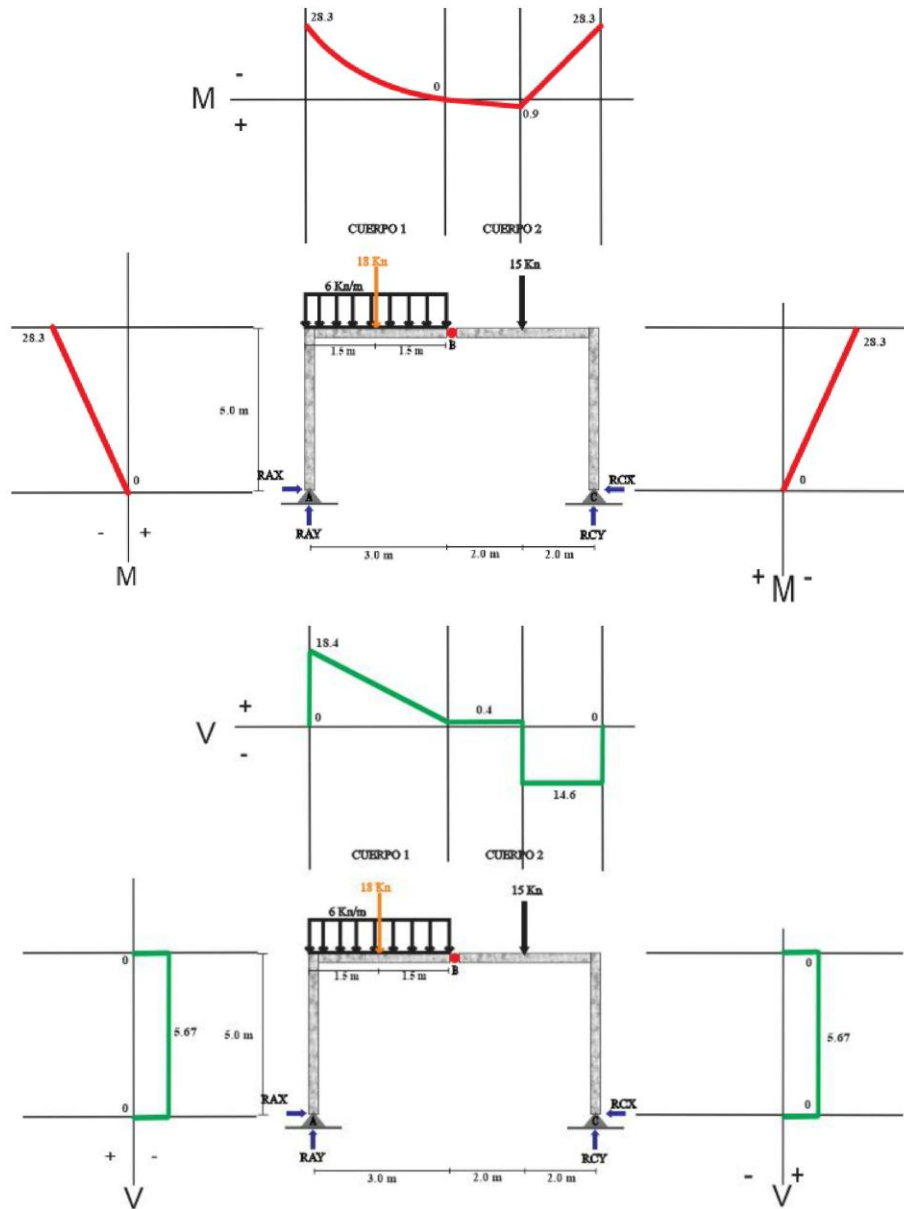 28.3 28.3
-
M 0
+ 0.9
CUERPO 1 CUERPO 2
18 Kn 15 Kn
6 Kn/m
28.3 28.3
B
1.5 m 1.5 m
5.0 m
RAX RCX
0 A C 0
- + RAY RCY
3.0 m 2.0 m 2.0 m
M + M -
18.4
+
V 0 0.4 0
-
14.6
CUERPO 1 CUERPO 2
18 Kn 15 Kn
6 Kn/m
0 B 0
1.5 m 1.5 m
5.67 5.0 m 5.67
RAX RCX
0 A C 0
+ - RAY RCY - +
3.0 m 2.0 m 2.0 m
V V